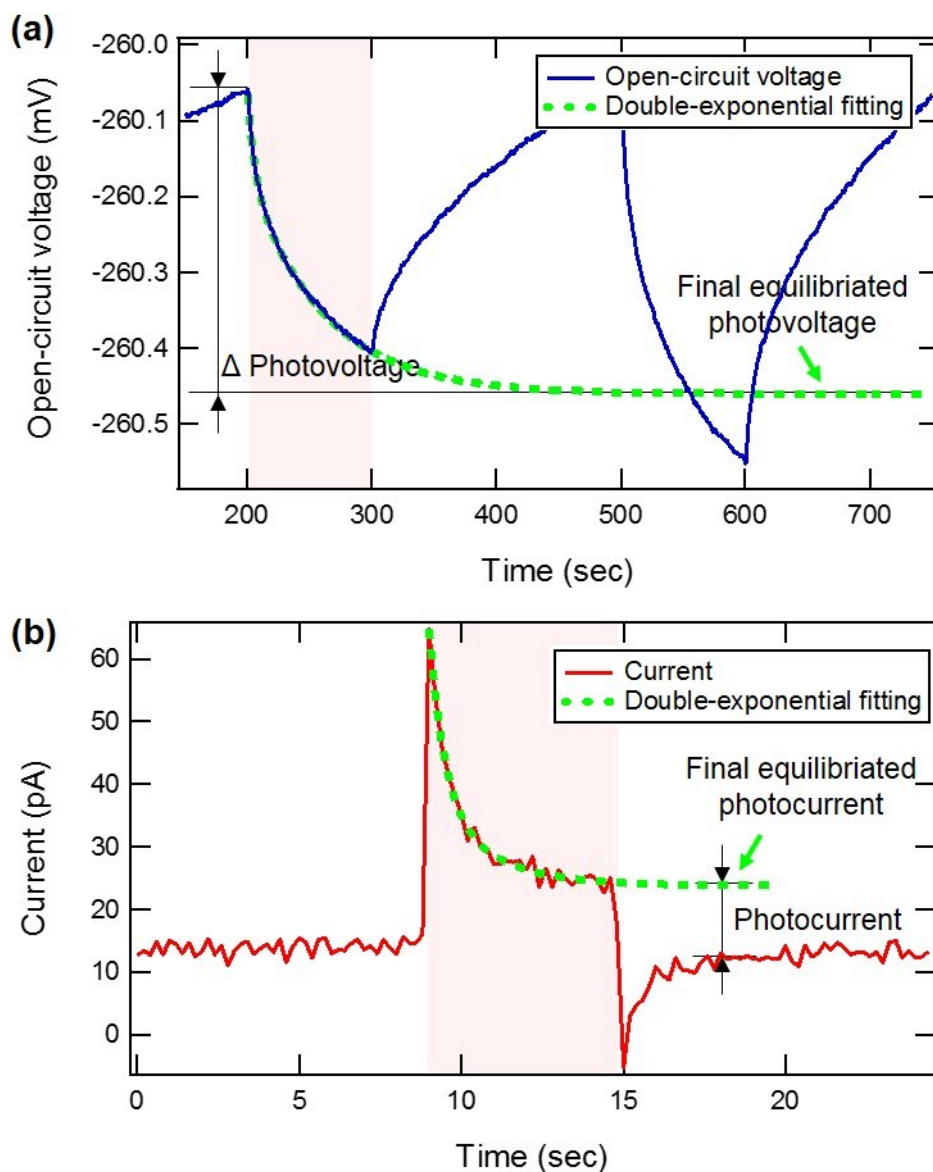 (a)
-260.0
-260.1
-260.2
-260.3
-260.4
-260.5
Open-circuit voltage (mV)
Open-circuit voltage
Double-exponential fitting
Final equilibriated
photovoltage
Δ Photovoltage
200
300
400
500
600
700
Time (sec)
(b)
60
50
40
30
20
10
0
Current (pA)
Current
Double-exponential fitting
Final equilibriated
photocurrent
Photocurrent
0
5
10
15
20
Time (sec)